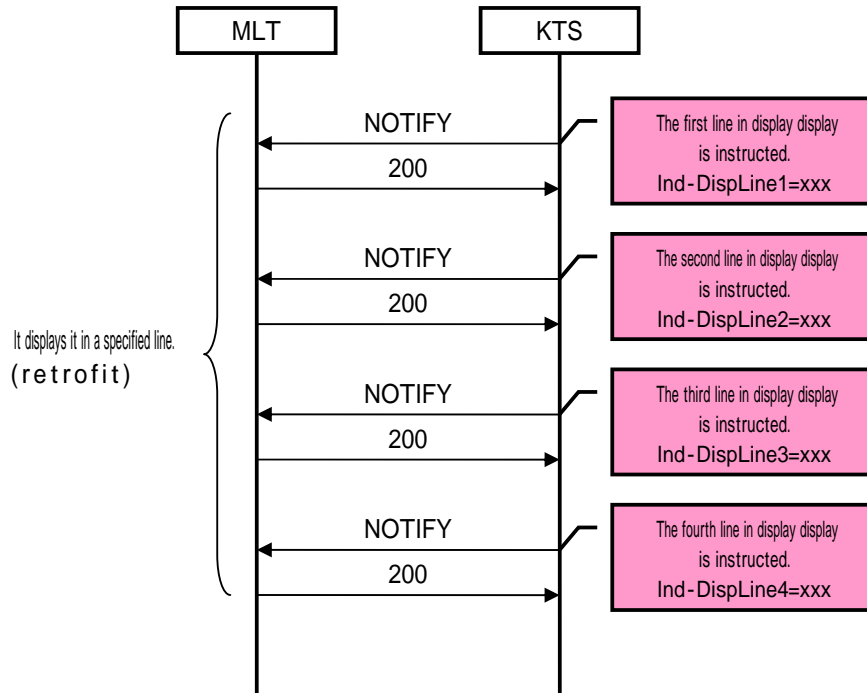 MLT
KTS
NOTIFY
The first line in display display
is instructed.
Ind-DispLine1=xxx
200
NOTIFY
The second line in display display
is instructed.
Ind-DispLine2=xxx
200
It displays it in a specified line.
(retrofit)
NOTIFY
The third line in display display
is instructed.
Ind-DispLine3=xxx
200
NOTIFY
The fourth line in display display
is instructed.
Ind-DispLine4=xxx
200